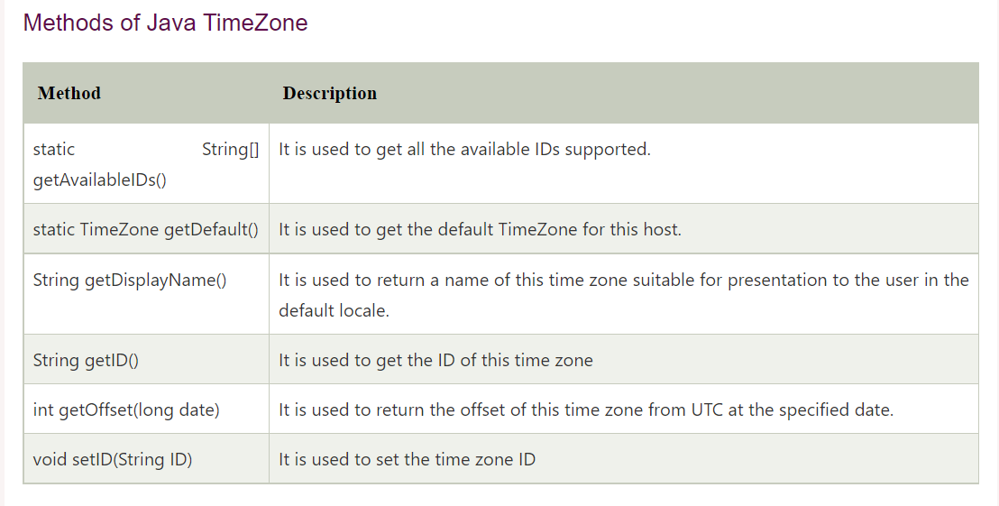 Methods of Java TimeZone
Method Description
static String[] It is used to get all the available IDs supported.
getAvailableIDs()
static TimeZone getDefault() It is used to get the default TimeZone for this host.
String getDisplayName() It is used to return a name of this time zone suitable for presentation to the user in the
default locale.
String getID() It is used to get the ID of this time zone
int getOffset(long date) It is used to return the offset of this time zone from UTC at the specified date.
void setID(String ID) It is used to set the time zone ID